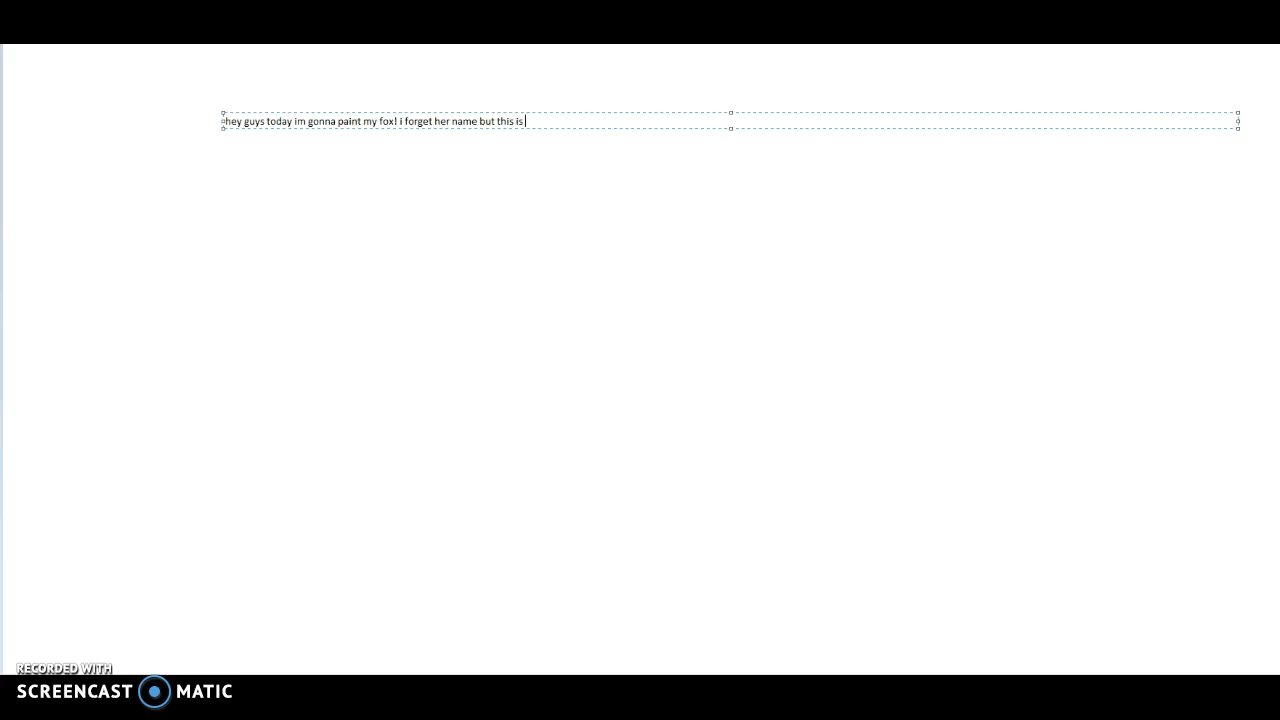 hey guys today im gonna paint my fox! i forget her name but this is
RECORDED WITH
SCREENCAST MATIC